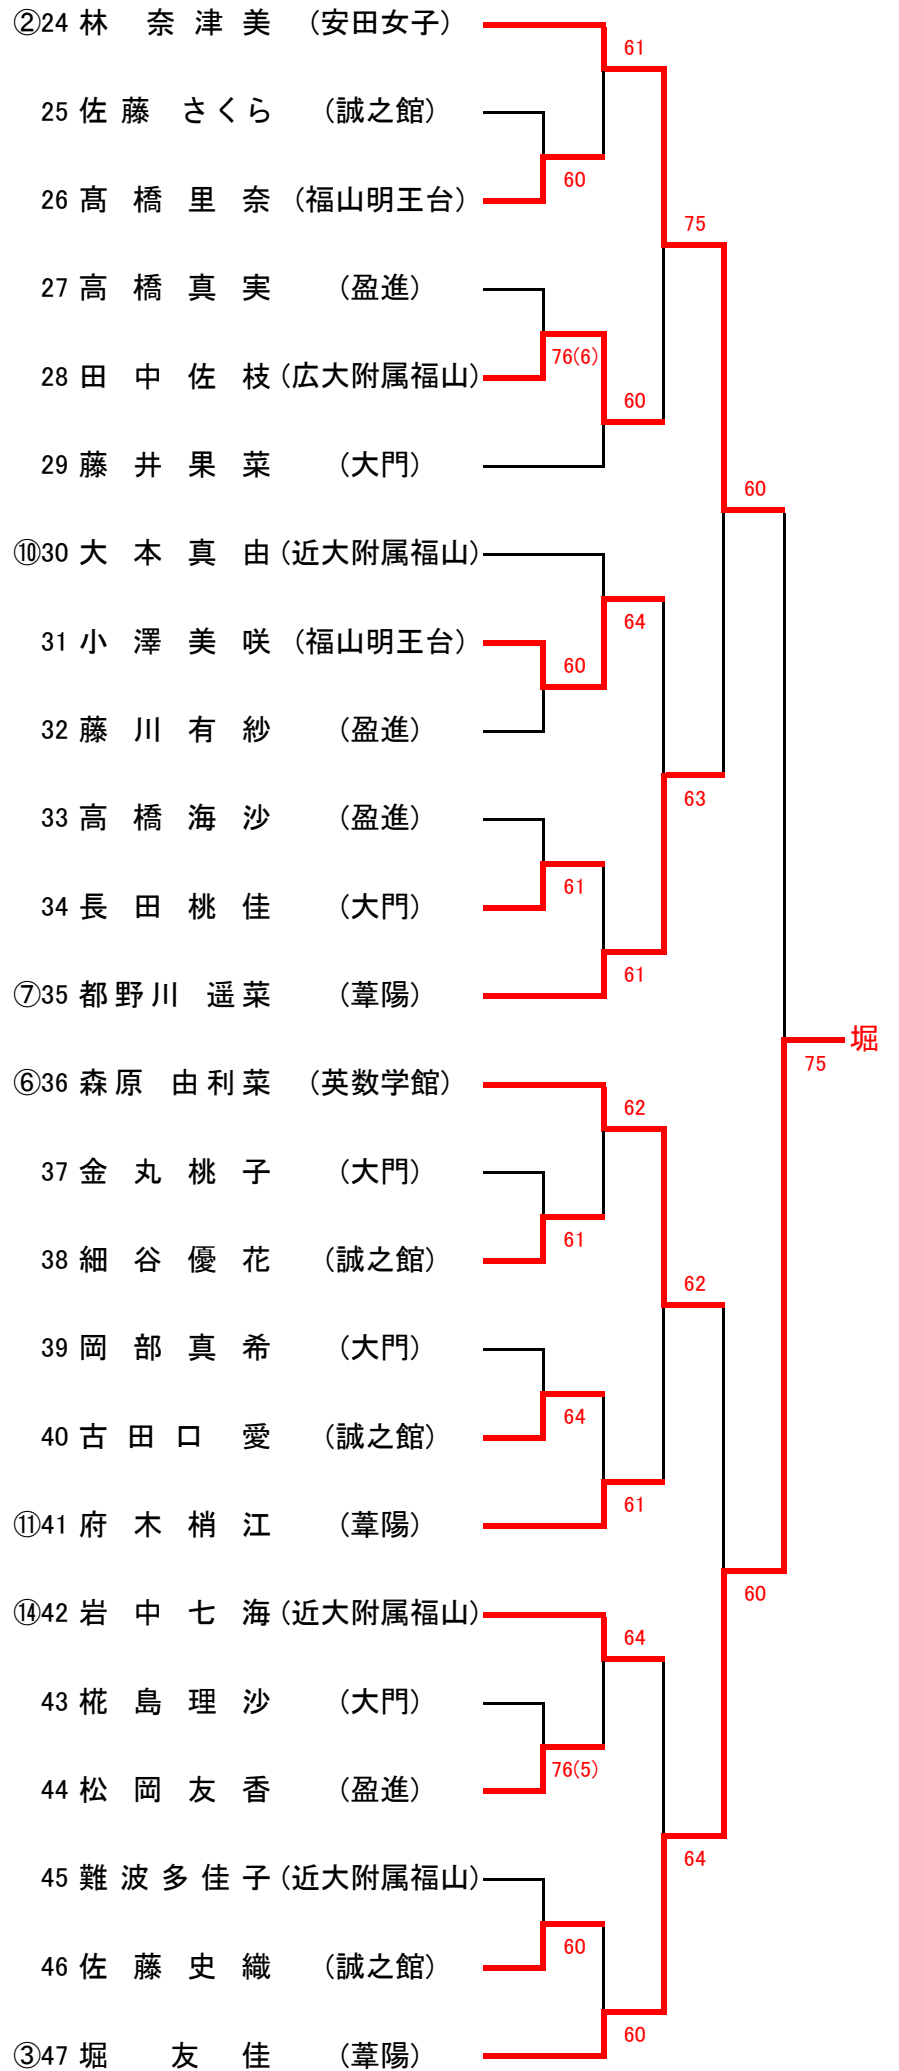 ②24 林 奈津美 (安田女子)
61
25 佐藤 さくら (誠之館)
60
26 髙橋里奈 (福山明王台)
75
27 高橋真実 (盈進)
76(6)
28 田中佐枝 (広大附属福山)
60
29 藤井果菜 (大門)
60
⑩30 大本真由 (近大附属福山)
64
31 小澤美咲 (福山明王台)
60
32 藤川有紗 (盈進)
63
33 高橋海沙 (盈進)
61
34 長田桃佳 (大門)
61
⑦35 都野川 遥菜 (葦陽)
堀
75
⑥36 森原 由利菜 (英数学館)
62
37 金丸桃子 (大門)
61
38 細谷優花 (誠之館)
62
39 岡部真希 (大門)
64
40 古田口 愛 (誠之館)
61
⑪41 府木梢江 (葦陽)
60
⑭42 岩中七海 (近大附属福山)
64
43 椛島理沙 (大門)
76(5)
44 松岡友香 (盈進)
64
45 難波多佳子 (近大附属福山)
60
46 佐藤史織 (誠之館)
60
③47 堀 友佳 (葦陽)